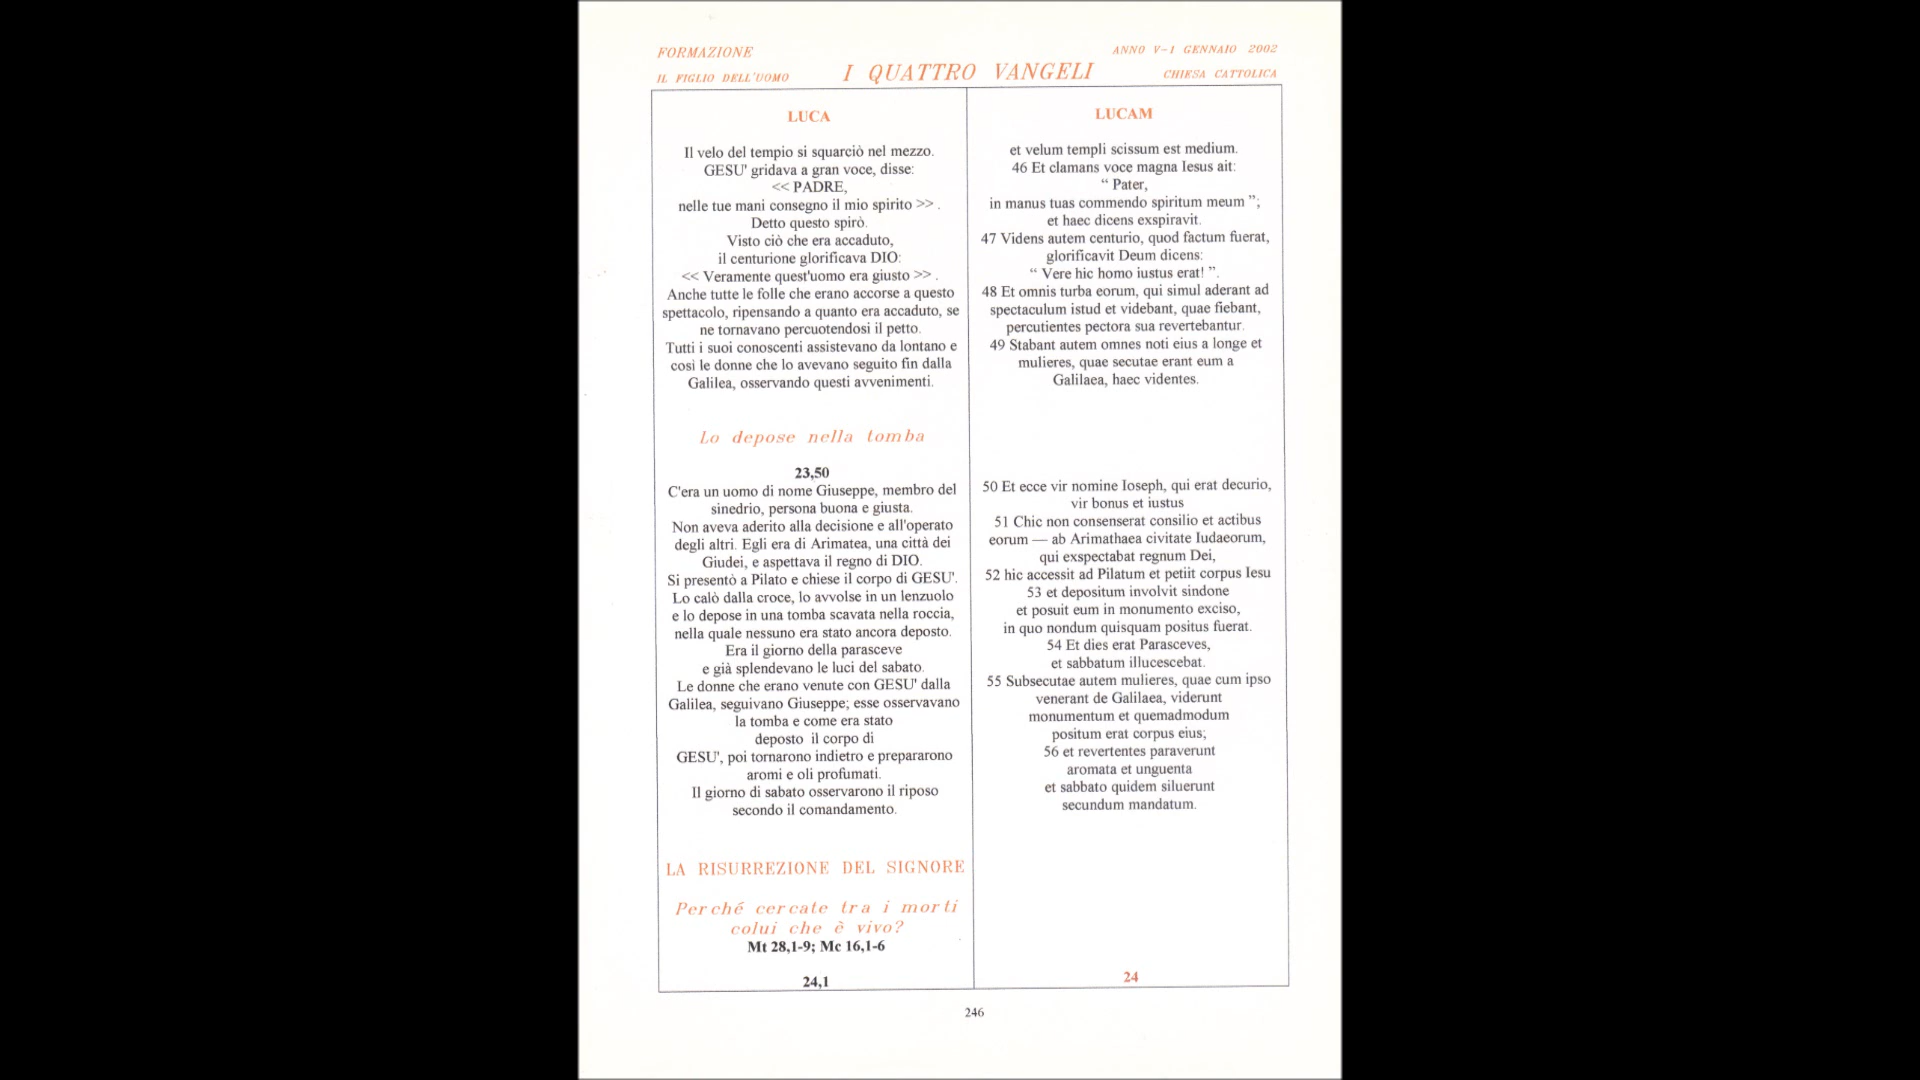 FORMAZIONE
ANNO V-1 GENNAIO 2002
IL FIGLIO DELL'UOMO
I QUATTRO VANGELI
CHIESA CATTOLICA
LUCA
Il velo del tempio si squarciò nel mezzo.
GESU' gridava a gran voce, disse:
<< PADRE,
nelle tue mani consegno il mio spirito >> .
Detto questo spirò.
Visto ciò che era accaduto,
il centurione glorificava DIO:
<< Veramente quest'uomo era giusto >> .
Anche tutte le folle che erano accorse a questo
spettacolo, ripensando a quanto era accaduto, se
ne tornavano percuotendosi il petto.
Tutti i suoi conoscenti assistevano da lontano e
così le donne che lo avevano seguito fin dalla
Galilea, osservando questi avvenimenti.
Lo depose nella tomba
23,50
C'era un uomo di nome Giuseppe, membro del
sinedrio, persona buona e giusta.
Non aveva aderito alla decisione e all'operato
degli altri. Egli era di Arimatea, una città dei
Giudei, e aspettava il regno di DIO.
Si presentò a Pilato e chiese il corpo di GESU'.
Lo calò dalla croce, lo avvolse in un lenzuolo
e lo depose in una tomba scavata nella roccia,
nella quale nessuno era stato ancora deposto.
Era il giorno della parasceve
e già splendevano le luci del sabato.
Le donne che erano venute con GESU' dalla
Galilea, seguivano Giuseppe; esse osservavano
la tomba e come era stato
deposto il corpo di
GESU', poi tornarono indietro e prepararono
aromi e oli profumati.
Il giorno di sabato osservarono il riposo
secondo il comandamento.
LA RISURREZIONE DEL SIGNORE
Perché cercate tra i morti
colui che è vivo?
Mt 28,1-9; Mc 16,1-6
24,1
LUCAM
et velum templi scissum est medium.
46 Et clamans voce magna Iesus ait:
“ Pater,
in manus tuas commendo spiritum meum ”;
et haec dicens exspiravit.
47 Videns autem centurio, quod factum fuerat,
glorificavit Deum dicens:
“ Vere hic homo iustus erat! ”.
48 Et omnis turba eorum, qui simul aderant ad
spectaculum istud et videbant, quae fiebant,
percutientes pectora sua revertebantur.
49 Stabant autem omnes noti eius a longe et
mulieres, quae secutae erant eum a
Galilaea, haec videntes.
50 Et ecce vir nomine Ioseph, qui erat decurio,
vir bonus et iustus
51 Chic non consenserat consilio et actibus
eorum — ab Arimathaea civitate Iudaeorum,
qui exspectabat regnum Dei,
52 hic accessit ad Pilatum et petiit corpus Iesu
53 et depositum involvit sindone
et posuit eum in monumento exciso,
in quo nondum quisquam positus fuerat.
54 Et dies erat Parasceves,
et sabbatum illucescebat.
55 Subsecutae autem mulieres, quae cum ipso
venerant de Galilaea, viderunt
monumentum et quemadmodum
positum erat corpus eius;
56 et revertentes paraverunt
aromata et unguenta
et sabbato quidem siluerunt
secundum mandatum.
24
246